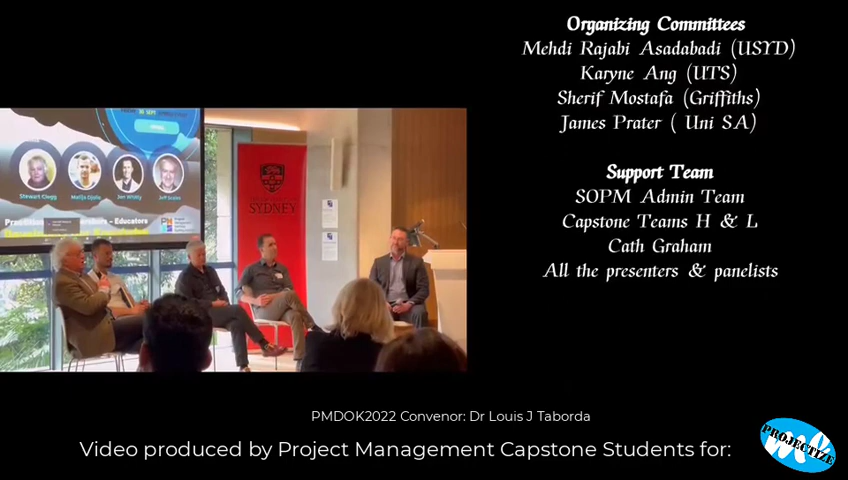 Organizing Committees
Mehdi Rajabi Asadabadi (USYD)
Karyne Ang (UTS)
Sherif Mostafa (Griffiths)
James Prater ( Uni SA)
Support Team
SOPM Admin Team
Capstone Teams H & L
Cath Graham
All the presenters & panelists
Stewart Clegg
Jeff
SYDNEY
Educators
PMDOK2022 Convenor: Dr Louis J Taborda
Video produced by Project Management Capstone Students for:
PROJECTIZE